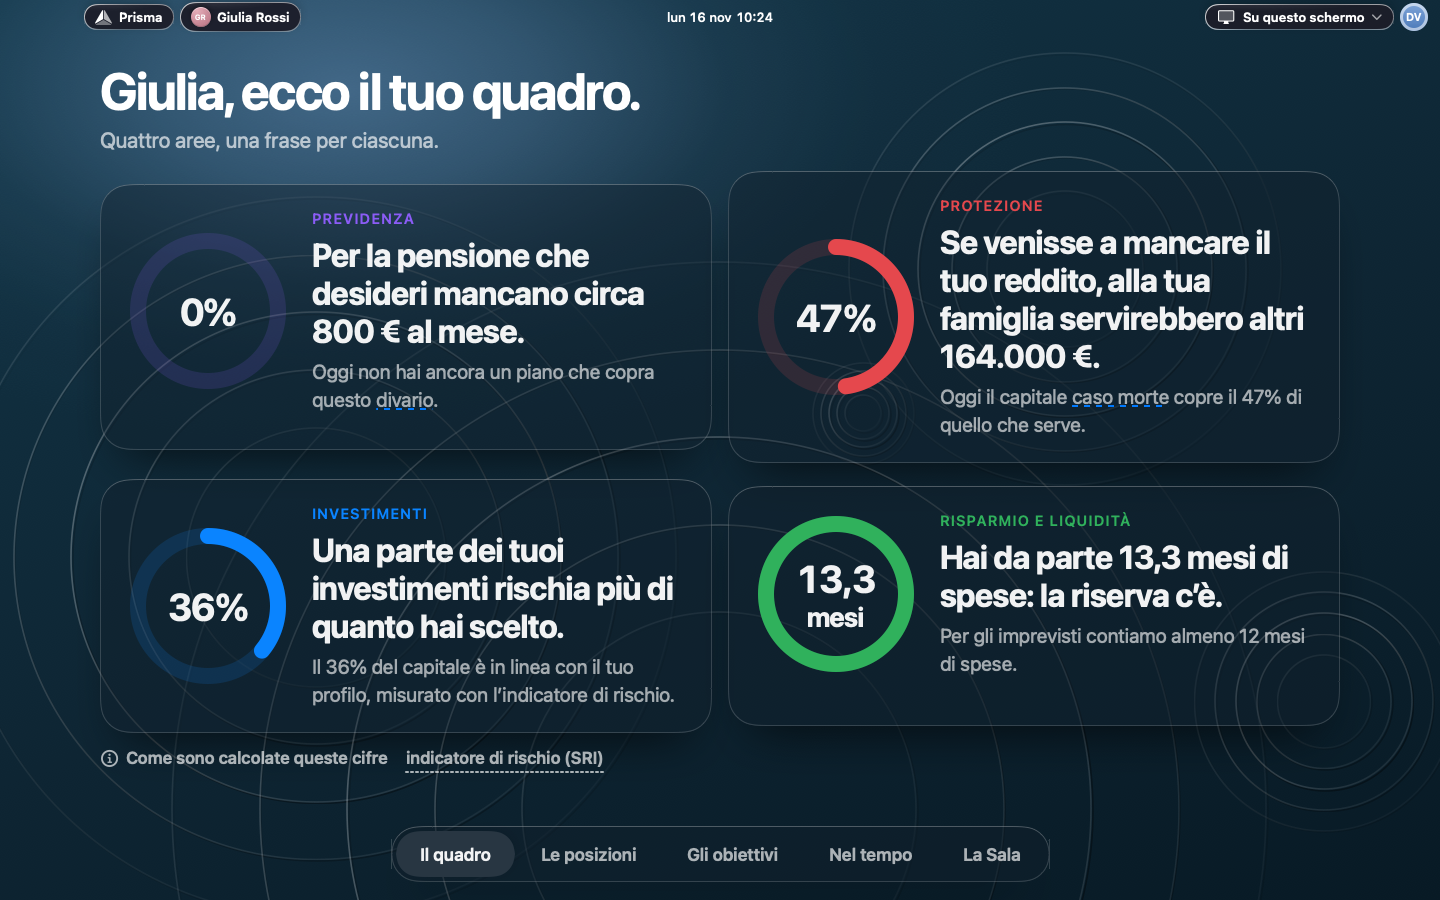 Prisma
GR
Giulia Rossi
lun 16 nov 10:24
Su questo schermo
DV
Giulia, ecco il tuo quadro.
Quattro aree, una frase per ciascuna.
PREVIDENZA
0%
Per la pensione che
desideri mancano circa
800 € al mese.
Oggi non hai ancora un piano che copra
questo divario.
PROTEZIONE
47%
Se venisse a mancare il
tuo reddito, alla tua
famiglia servirebbero altri
164.000 €.
Oggi il capitale caso morte copre il 47% di
quello che serve.
INVESTIMENTI
36%
Una parte dei tuoi
investimenti rischia più di
quanto hai scelto.
Il 36% del capitale è in linea con il tuo
profilo, misurato con l’indicatore di rischio.
RISPARMIO E LIQUIDITÀ
13,3
mesi
Hai da parte 13,3 mesi di
spese: la riserva c’è.
Per gli imprevisti contiamo almeno 12 mesi
di spese.
Come sono calcolate queste cifre
indicatore di rischio (SRI)
Il quadro
Le posizioni
Gli obiettivi
Nel tempo
La Sala